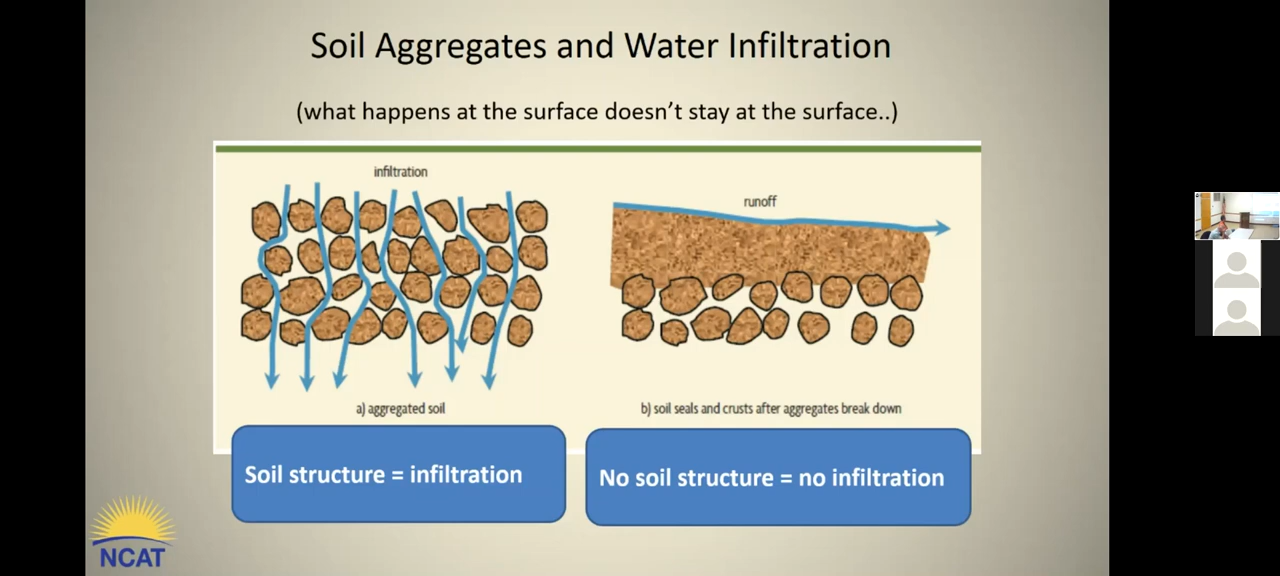 Soil Aggregates and Water Infiltration
(what happens at the surface doesn't stay at the surface..)
infiltration
runoff
a) aggregated soil
b) soil seals and crusts after aggregates break down
Soil structure = infiltration
No soil structure = no infiltration
NCAT